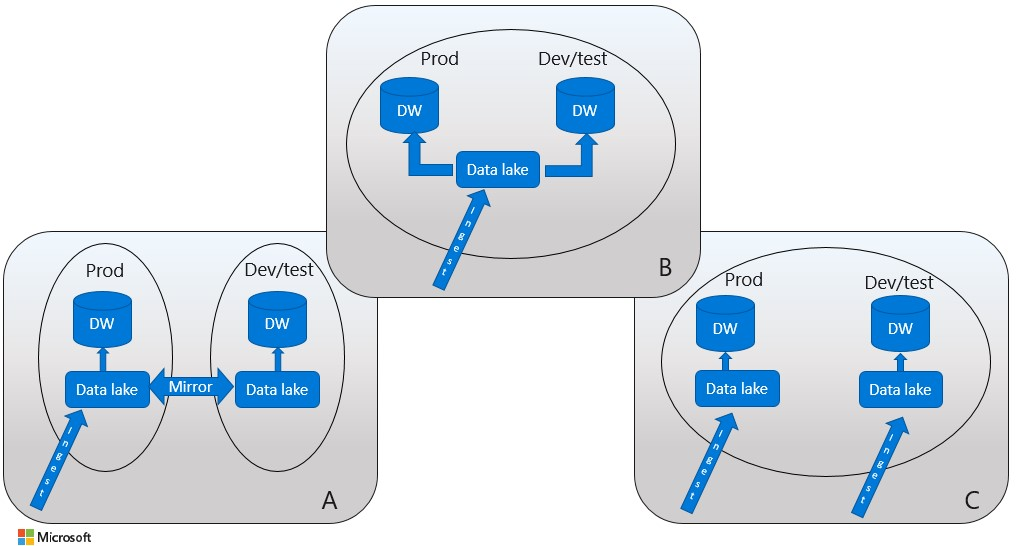 Prod
Dev/test
DW
DW
Data lake
Ingest
B
Prod
Dev/test
DW
DW
Data lake
Mirror
Data lake
Ingest
A
Prod
Dev/test
DW
DW
Data lake
Data lake
Ingest
Ingest
C
Microsoft